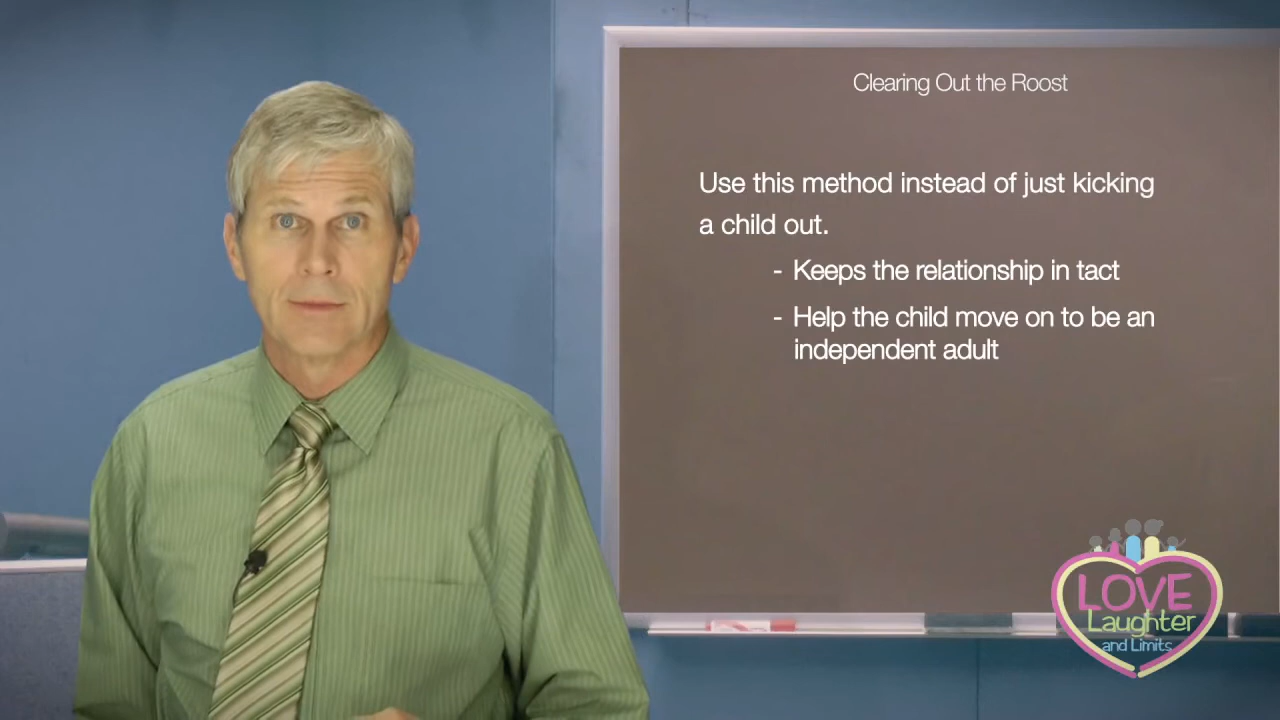 Clearing Out the Roost
Use this method instead of just kicking
a child out.
- Keeps the relationship in tact
- Help the child move on to be an
independent adult
LOVE
Laughter
and Limits